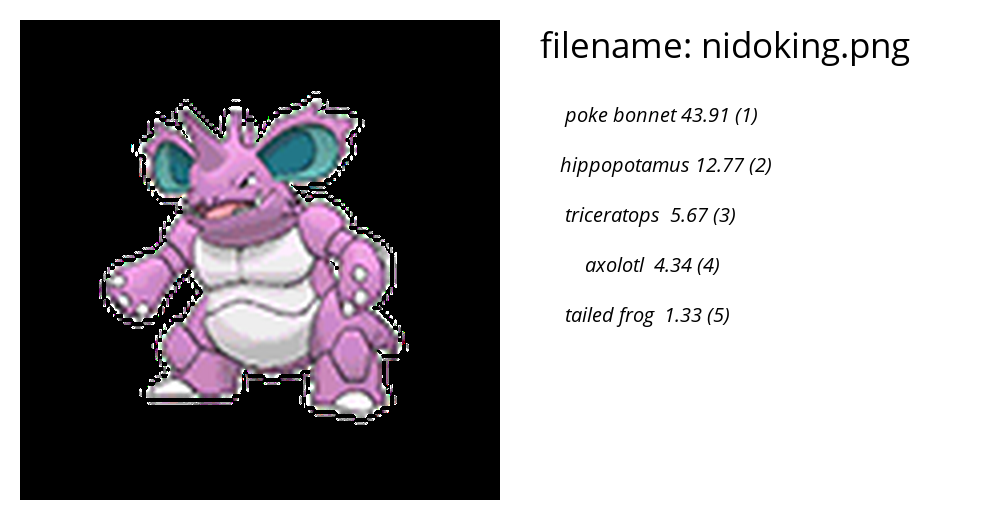 filename: nidoking.png
poke bonnet 43.91 (1)
hippopotamus 12.77 (2)
triceratops 5.67 (3)
axolotl 4.34 (4)
tailed frog 1.33 (5)